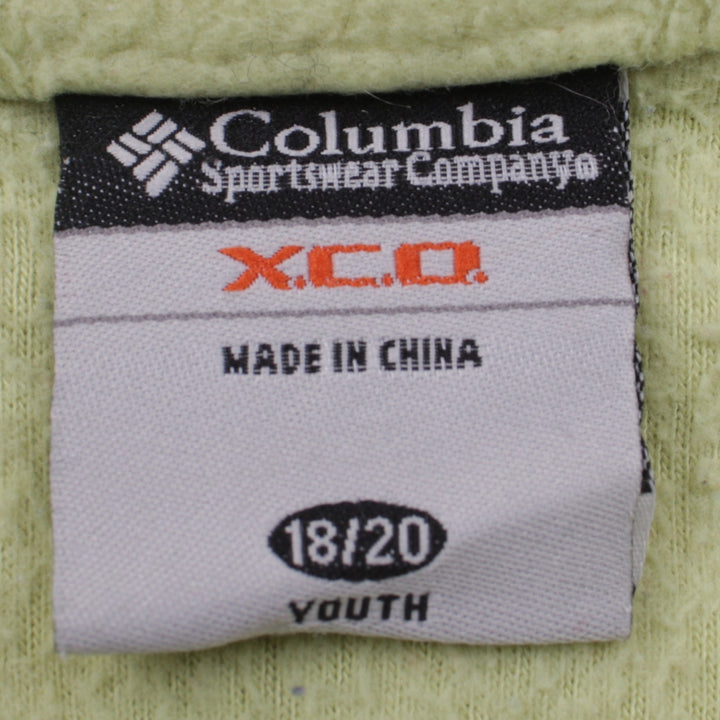 Columbia
Sportswear Company®
X.C.O.
MADE IN CHINA
18/20
YOUTH